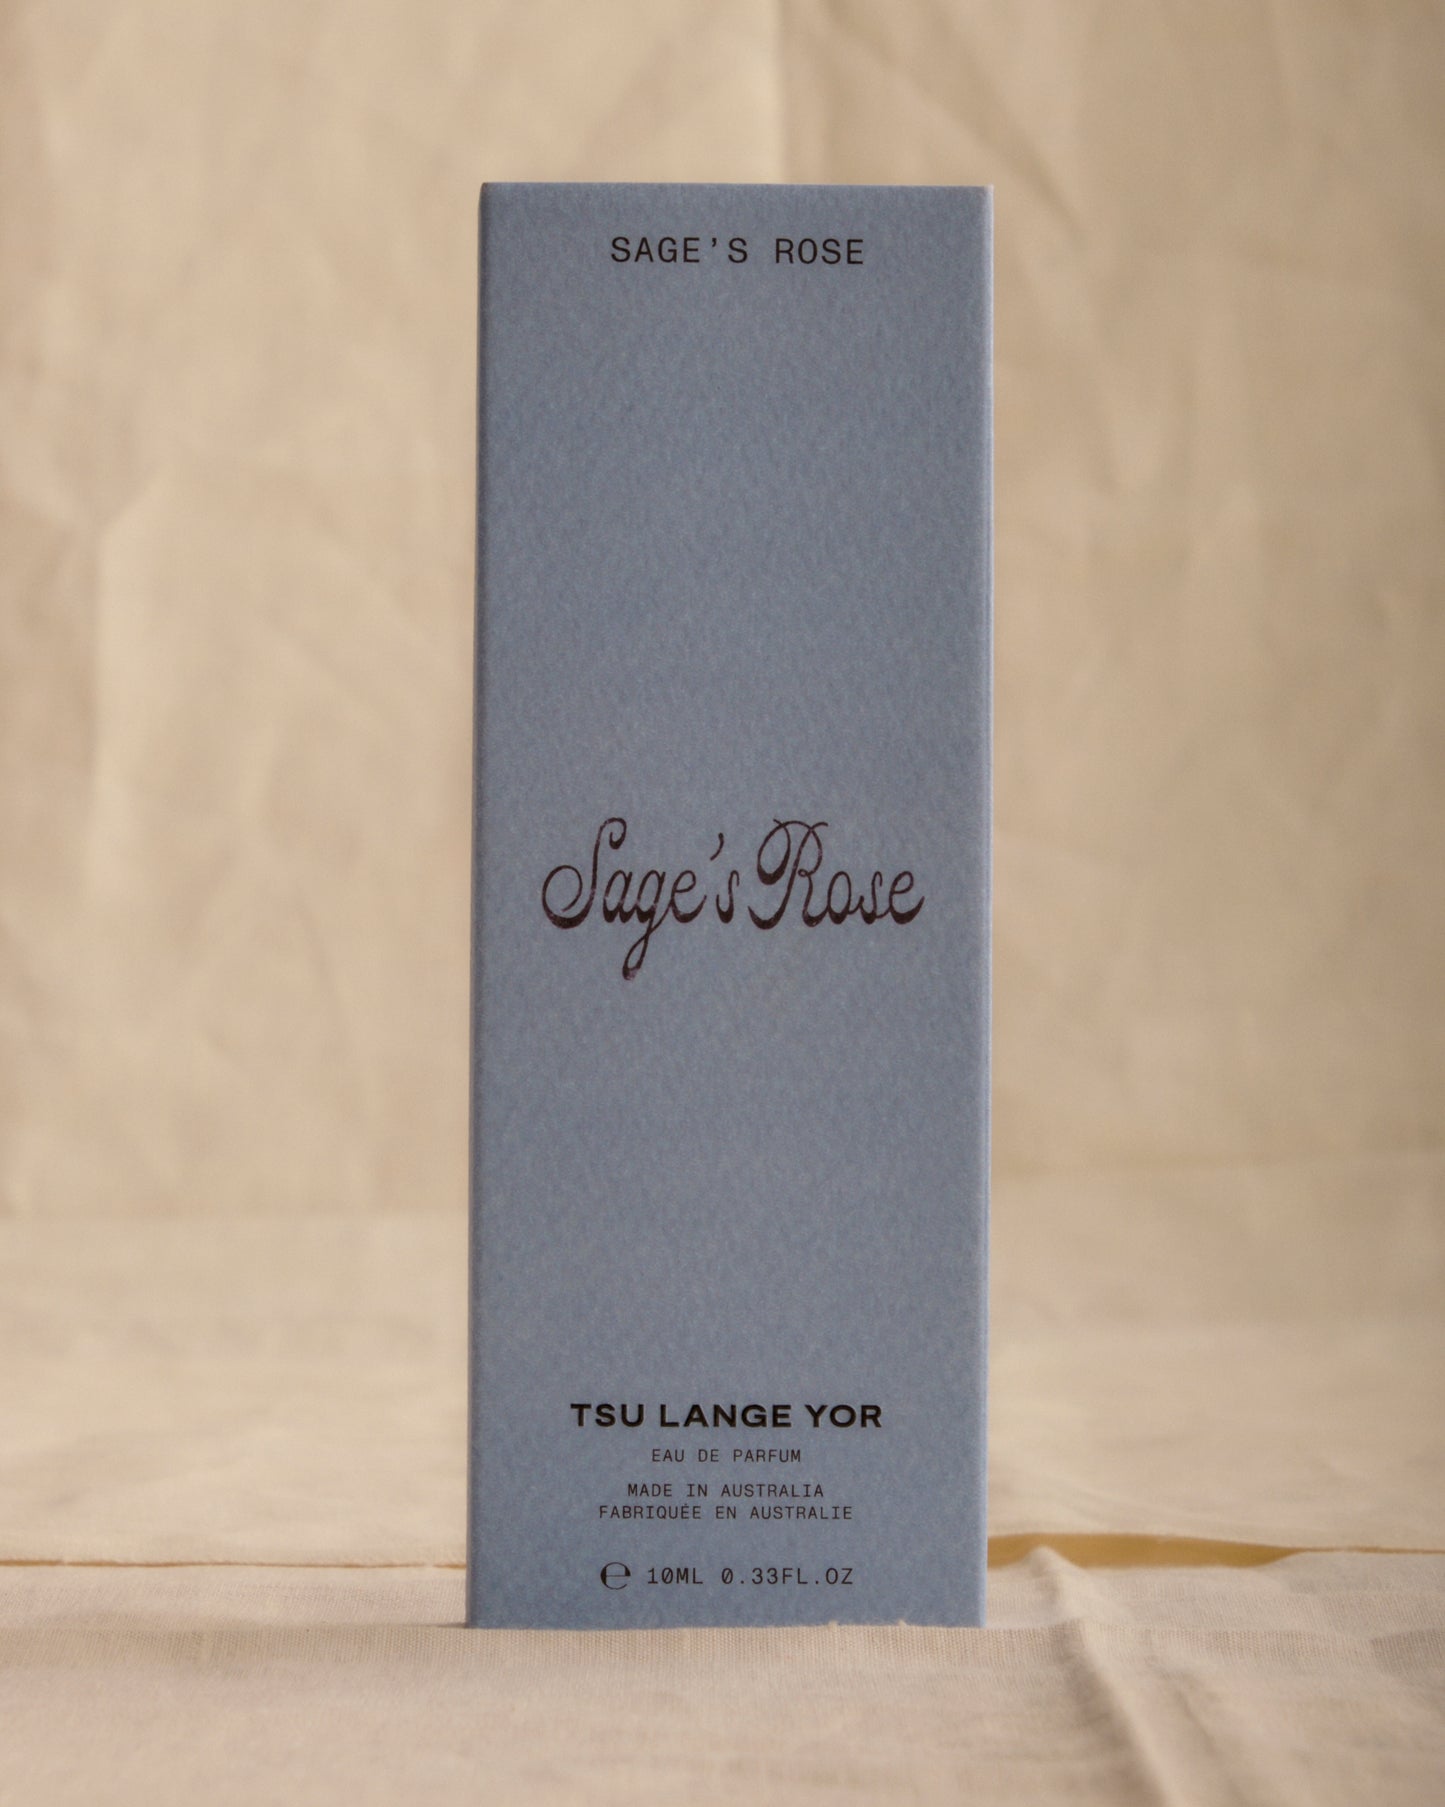 SAGE'S ROSE
Sage's Rose
TSU LANGE YOR
EAU DE PARFUM
MADE IN AUSTRALIA
FABRIQUÉE EN AUSTRALIE
℮ 10ML 0.33FL.OZ